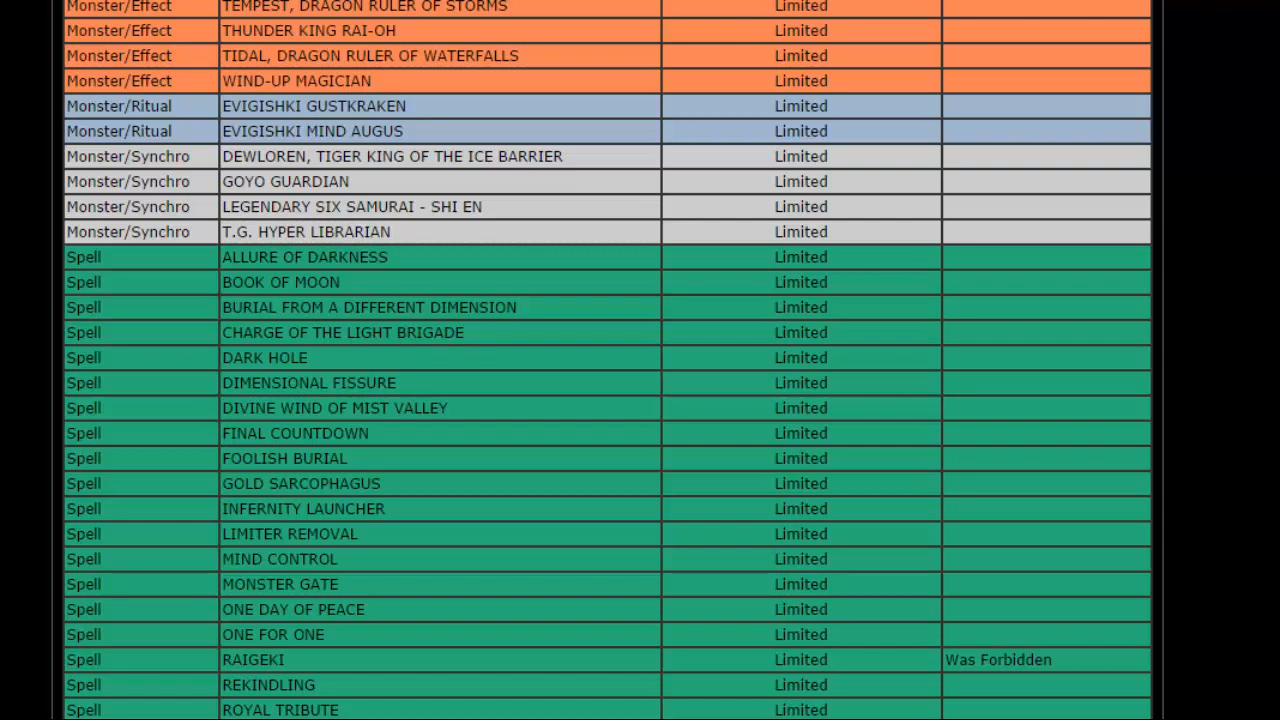 Monster/Effect TEMPEST, DRAGON RULER OF STORMS Limited
Monster/Effect THUNDER KING RAI-OH Limited
Monster/Effect TIDAL, DRAGON RULER OF WATERFALLS Limited
Monster/Effect WIND-UP MAGICIAN Limited
Monster/Ritual EVIGISHKI GUSTKRAKEN Limited
Monster/Ritual EVIGISHKI MIND AUGUS Limited
Monster/Synchro DEWLOREN, TIGER KING OF THE ICE BARRIER Limited
Monster/Synchro GOYO GUARDIAN Limited
Monster/Synchro LEGENDARY SIX SAMURAI - SHI EN Limited
Monster/Synchro T.G. HYPER LIBRARIAN Limited
Spell ALLURE OF DARKNESS Limited
Spell BOOK OF MOON Limited
Spell BURIAL FROM A DIFFERENT DIMENSION Limited
Spell CHARGE OF THE LIGHT BRIGADE Limited
Spell DARK HOLE Limited
Spell DIMENSIONAL FISSURE Limited
Spell DIVINE WIND OF MIST VALLEY Limited
Spell FINAL COUNTDOWN Limited
Spell FOOLISH BURIAL Limited
Spell GOLD SARCOPHAGUS Limited
Spell INFERNITY LAUNCHER Limited
Spell LIMITER REMOVAL Limited
Spell MIND CONTROL Limited
Spell MONSTER GATE Limited
Spell ONE DAY OF PEACE Limited
Spell ONE FOR ONE Limited
Spell RAIGEKI Limited Was Forbidden
Spell REKINDLING Limited
Spell ROYAL TRIBUTE Limited